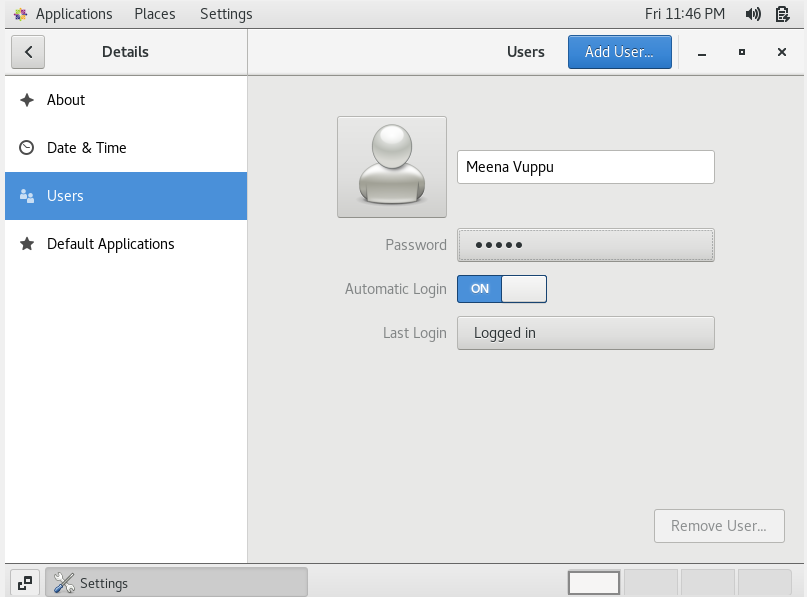 Applications Places Settings Fri 11:46 PM
Details Users Add User...
About
Date & Time
Users
Default Applications
Meena Vuppu
Password •••••
Automatic Login ON
Last Login Logged in
Remove User...
Settings